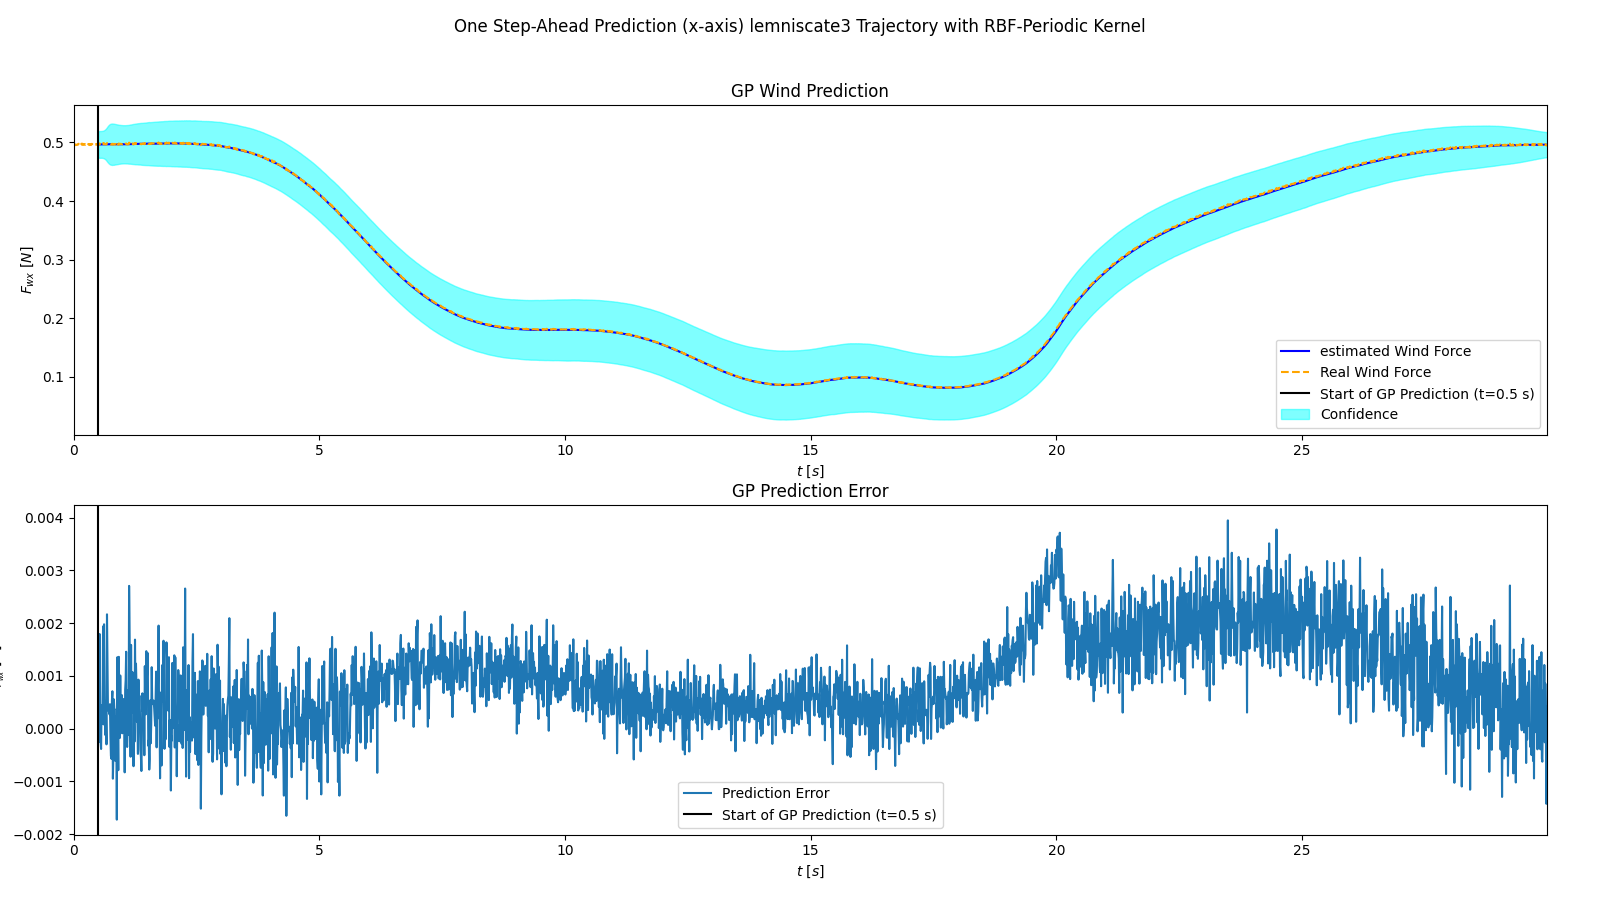 One Step-Ahead Prediction (x-axis) lemniscate3 Trajectory with RBF-Periodic Kernel
GP Wind Prediction
0.5
0.4
0.3
0.2
0.1
F_wx [N]
0 5 10 15 20 25
t [s]
estimated Wind Force
Real Wind Force
Start of GP Prediction (t=0.5 s)
Confidence
GP Prediction Error
0.004
0.003
0.002
0.001
0.000
−0.001
−0.002
0 5 10 15 20 25
t [s]
Prediction Error
Start of GP Prediction (t=0.5 s)